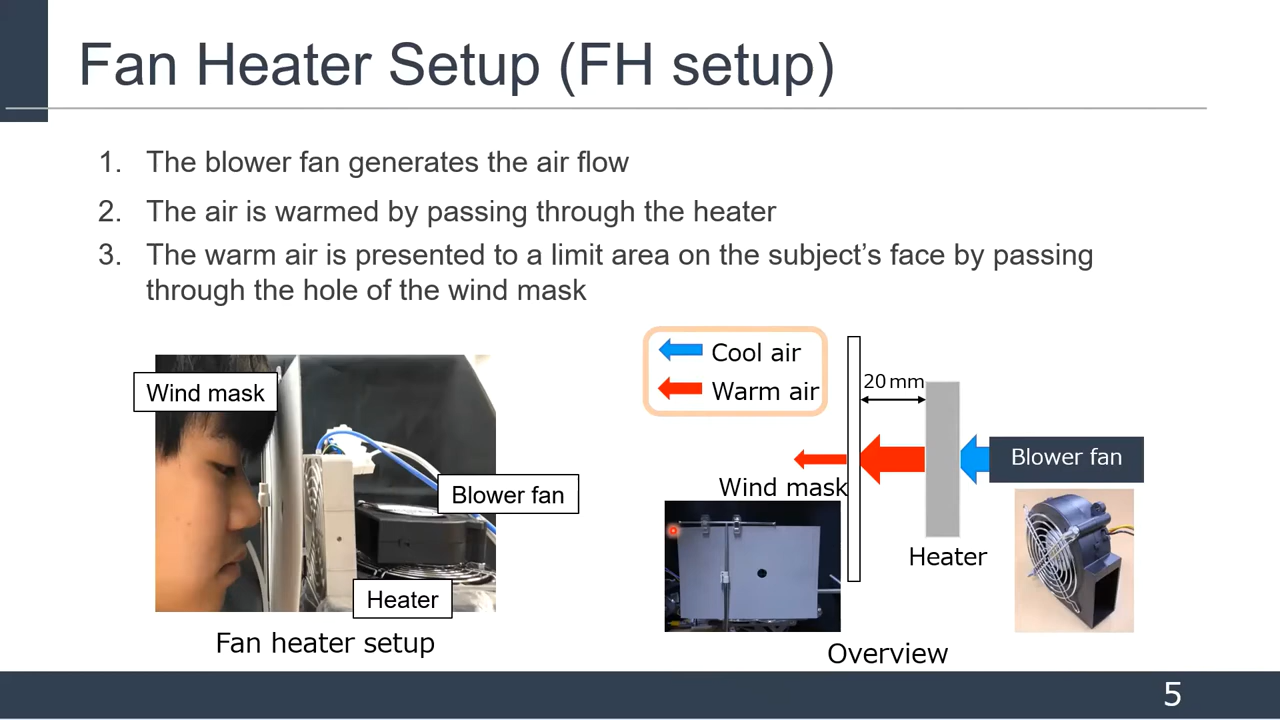 Fan Heater Setup (FH setup)
1. The blower fan generates the air flow
2. The air is warmed by passing through the heater
3. The warm air is presented to a limit area on the subject's face by passing
through the hole of the wind mask
Wind mask
Blower fan
Heater
Fan heater setup
Cool air
Warm air
20 mm
Blower fan
Wind mask
Heater
Overview
5